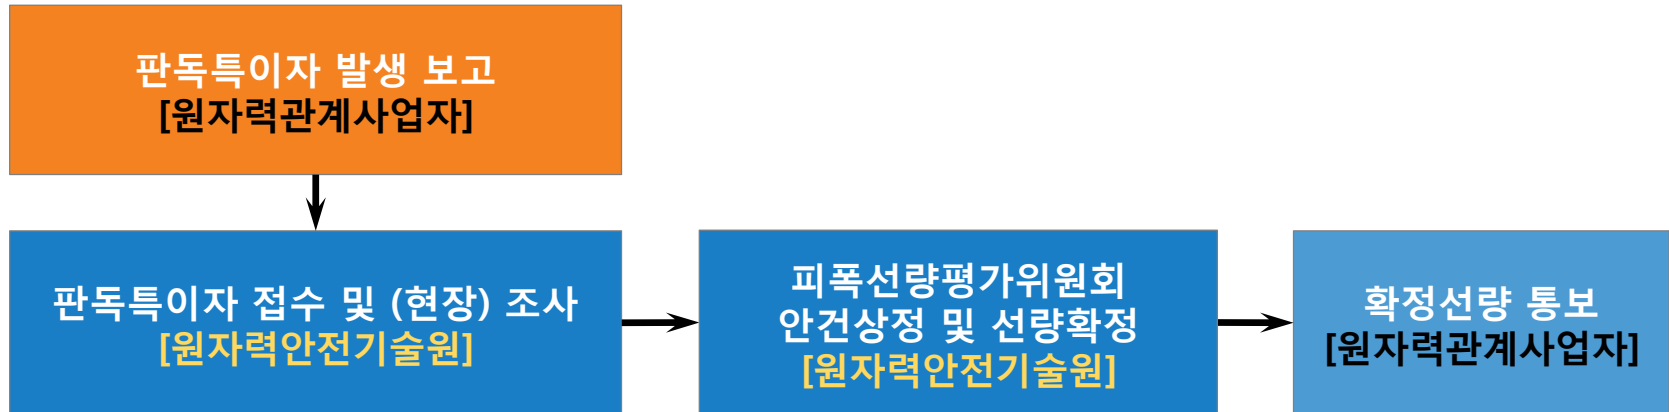 판독특이자 발생 보고
[원자력관계사업자]
판독특이자 접수 및 (현장) 조사
[원자력안전기술원]
피폭선량평가위원회
안건상정 및 선량확정
[원자력안전기술원]
확정선량 통보
[원자력관계사업자]